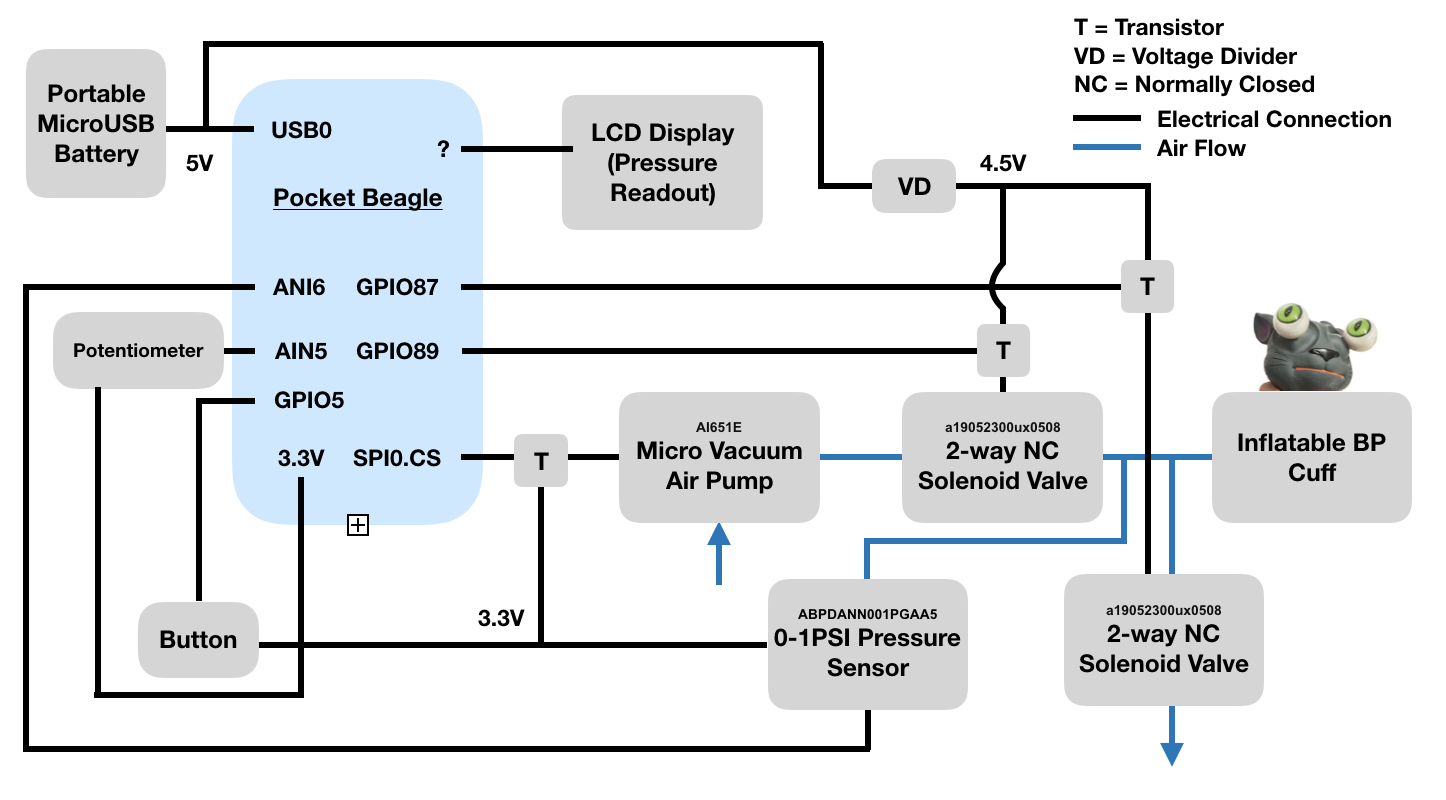 T = Transistor
VD = Voltage Divider
NC = Normally Closed
Electrical Connection
Air Flow
Portable
MicroUSB
Battery
5V
USB0
?
Pocket Beagle
LCD Display
(Pressure
Readout)
VD
4.5V
ANI6
GPIO87
T
Potentiometer
AIN5
GPIO89
T
GPIO5
3.3V
SPI0.CS
T
AI651E
Micro Vacuum
Air Pump
a19052300ux0508
2-way NC
Solenoid Valve
Inflatable BP
Cuff
Button
3.3V
ABPDANN001PGAA5
0-1PSI Pressure
Sensor
a19052300ux0508
2-way NC
Solenoid Valve